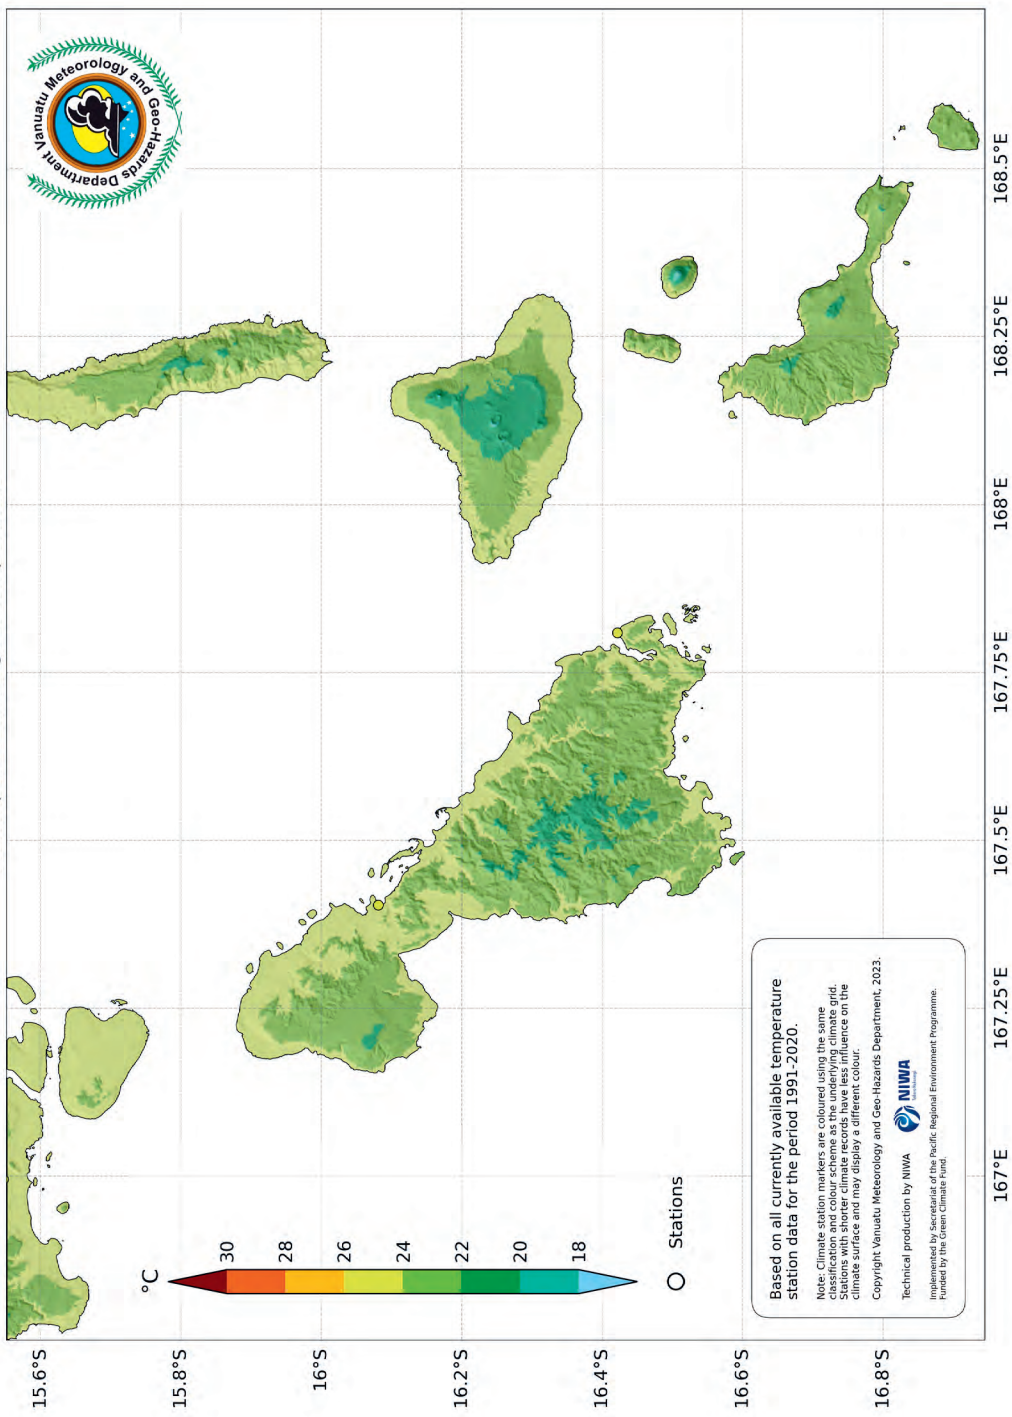 Vanuatu Meteorology and Geo-Hazards Department
15.6°S
15.8°S
16°S
16.2°S
16.4°S
16.6°S
16.8°S
°C
30
28
26
24
22
20
18
Stations
Based on all currently available temperature
station data for the period 1991-2020.
Note: Climate station markers are coloured using the same
classification and colour scheme as the underlying climate grid.
Stations with shorter climate records have less influence on the
climate surface and may display a different colour.
Copyright Vanuatu Meteorology and Geo-Hazards Department, 2023.
Technical production by NIWA
NIWA
Implemented by Secretariat of the Pacific Regional Environment Programme.
Funded by the Green Climate Fund.
167°E
167.25°E
167.5°E
167.75°E
168°E
168.25°E
168.5°E